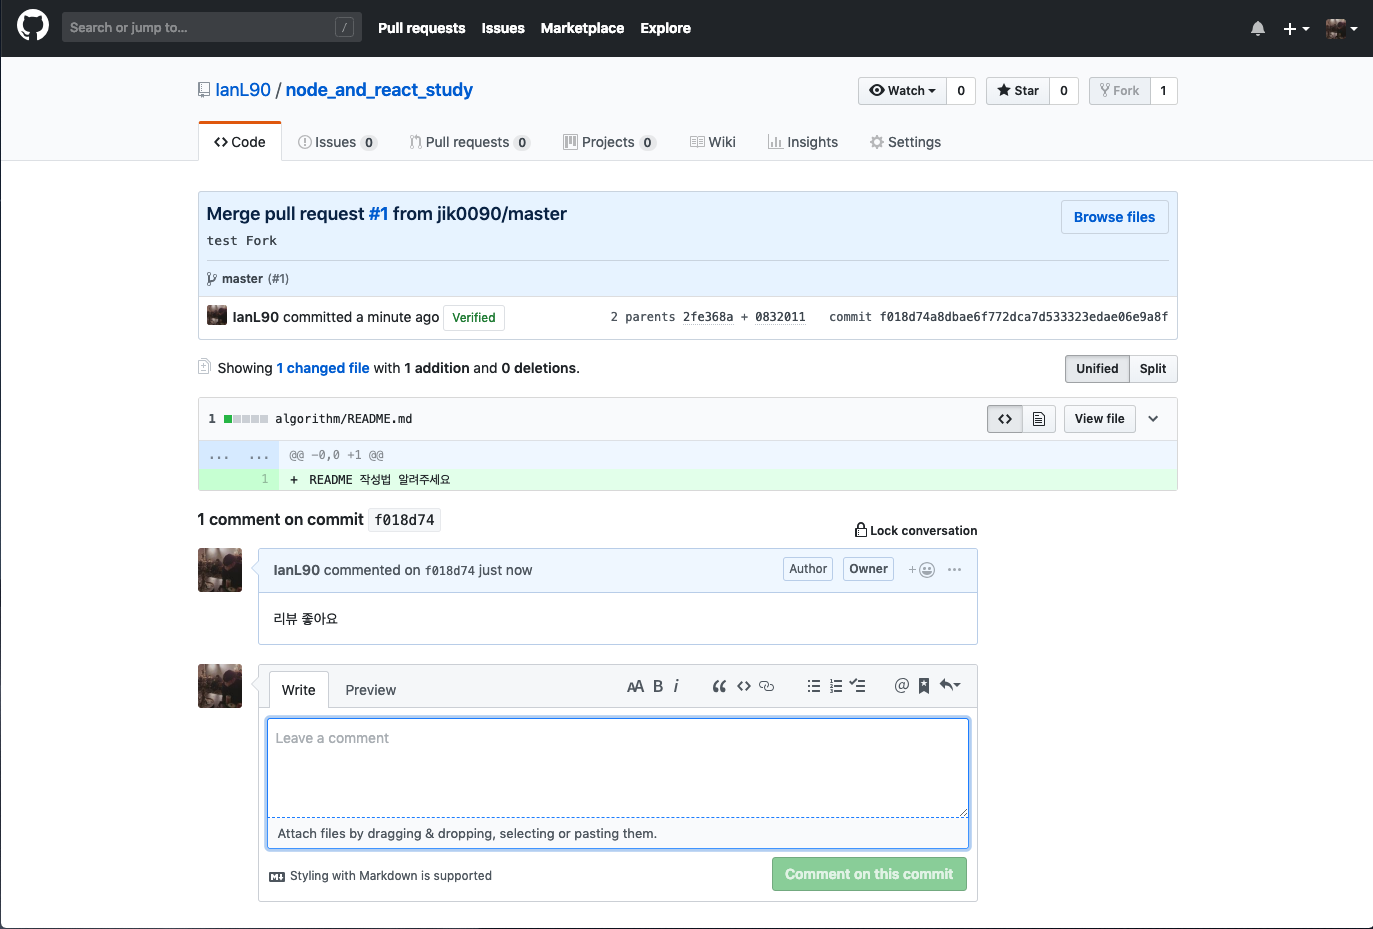 Search or jump to... / Pull requests Issues Marketplace Explore
IanL90 / node_and_react_study Watch 0 Star 0 Fork 1
Code Issues 0 Pull requests 0 Projects 0 Wiki Insights Settings
Merge pull request #1 from jik0090/master Browse files
test Fork
master (#1)
IanL90 committed a minute ago Verified 2 parents 2fe368a + 0832011 commit f018d74a8dbae6f772dca7d533323edae06e9a8f
Showing 1 changed file with 1 addition and 0 deletions. Unified Split
1 algorithm/README.md <> View file
... ... @@ -0,0 +1 @@
1 + README 작성법 알려주세요
1 comment on commit f018d74
Lock conversation
IanL90 commented on f018d74 just now Author Owner + ...
리뷰 좋아요
Write Preview AA B i “ <> @
Leave a comment
Attach files by dragging & dropping, selecting or pasting them.
Styling with Markdown is supported Comment on this commit